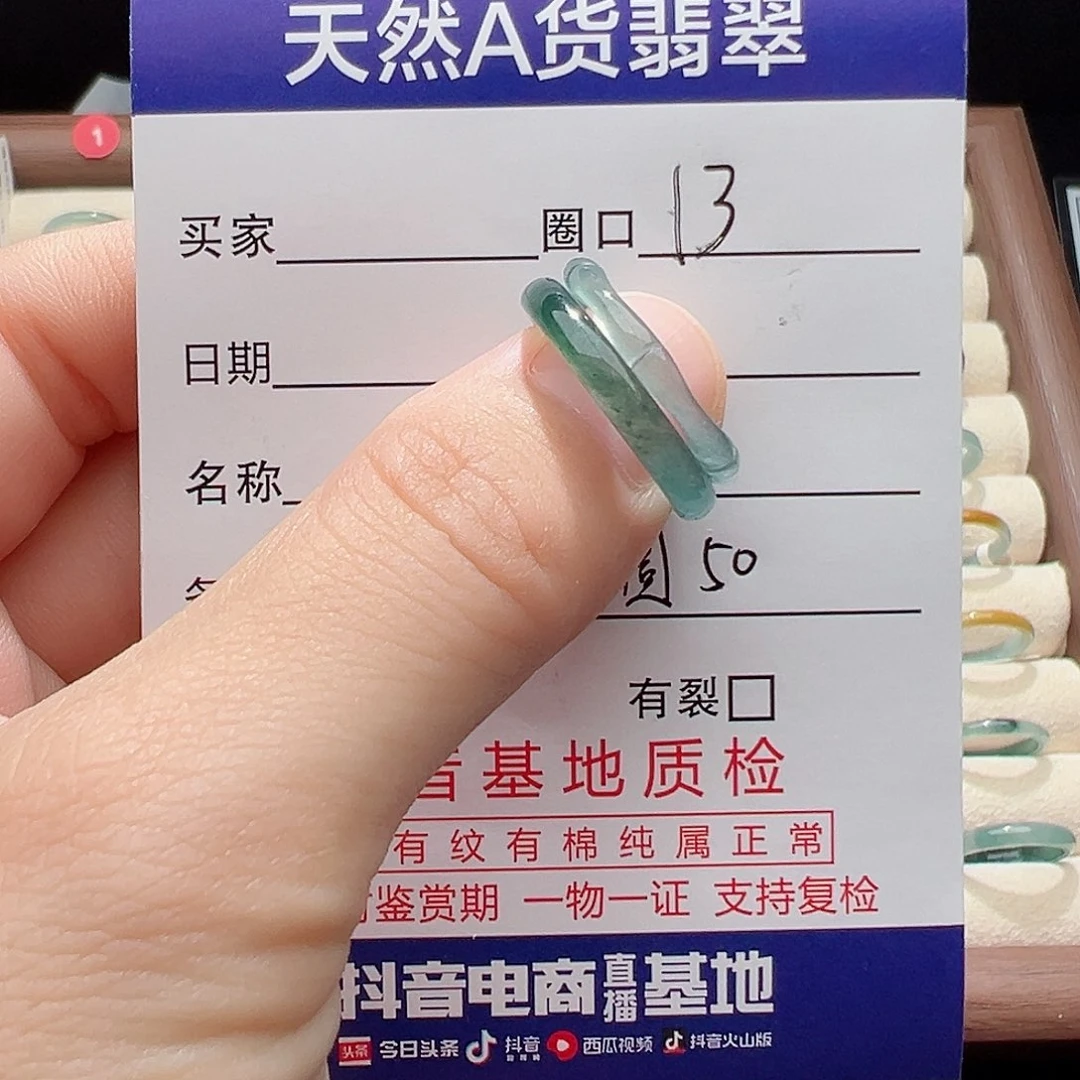 天然A货翡翠
1
买家 圈口 13
日期
名称
圆 50
有裂
基地质检
有纹有棉纯属正常
鉴赏期 一物一证 支持复检
抖音电商直播基地
头条 今日头条 抖音 西瓜视频 抖音火山版